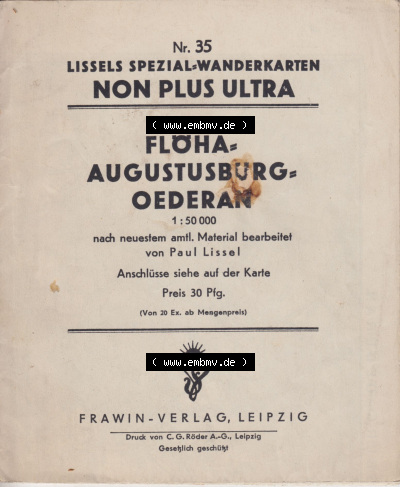 Nr. 35
LISSELS SPEZIAL=WANDERKARTEN
NON PLUS ULTRA
( www.embmv.de )
FLÖHA=
AUGUSTUSBURG=
OEDERAN
1 : 50 000
nach neuestem amtl. Material bearbeitet
von Paul Lissel
Anschlüsse siehe auf der Karte
Preis 30 Pfg.
(Von 20 Ex. ab Mengenpreis)
( www.embmv.de )
FRAWIN-VERLAG, LEIPZIG
Druck von C. G. Röder A.-G., Leipzig
Gesetzlich geschützt